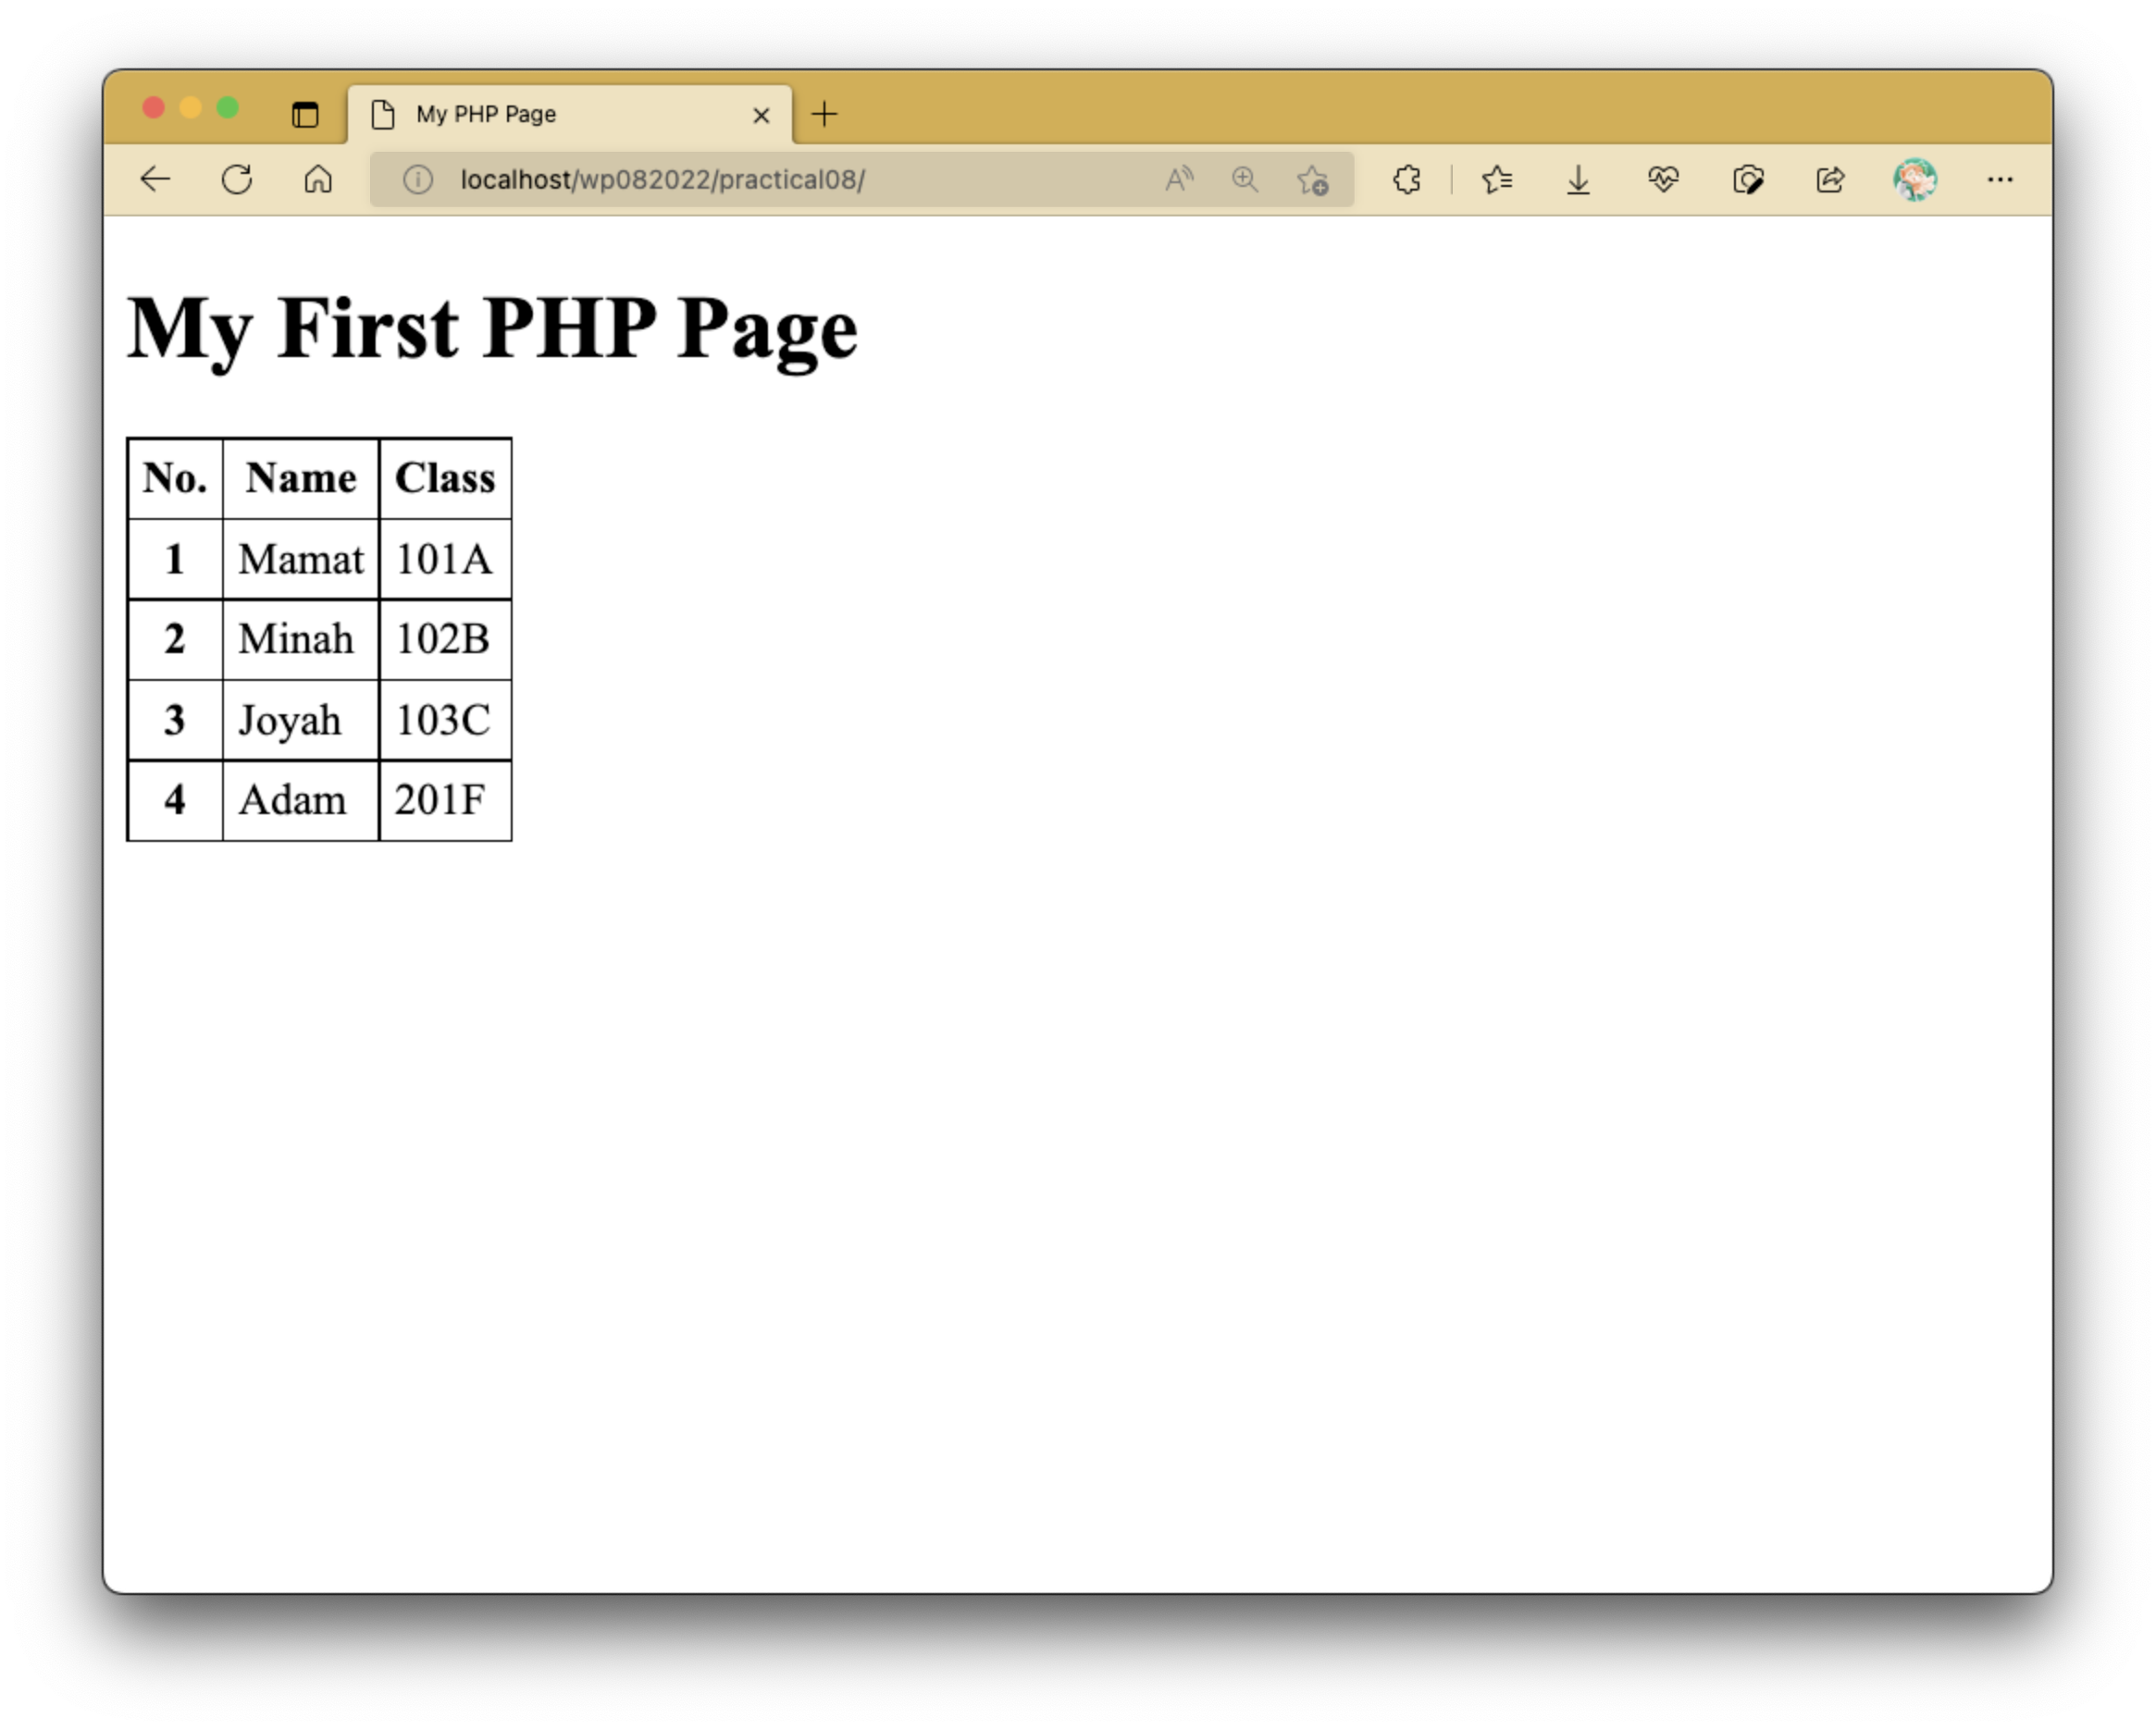 My PHP Page
localhost/wp082022/practical08/
My First PHP Page
No. Name Class
1 Mamat 101A
2 Minah 102B
3 Joyah 103C
4 Adam 201F